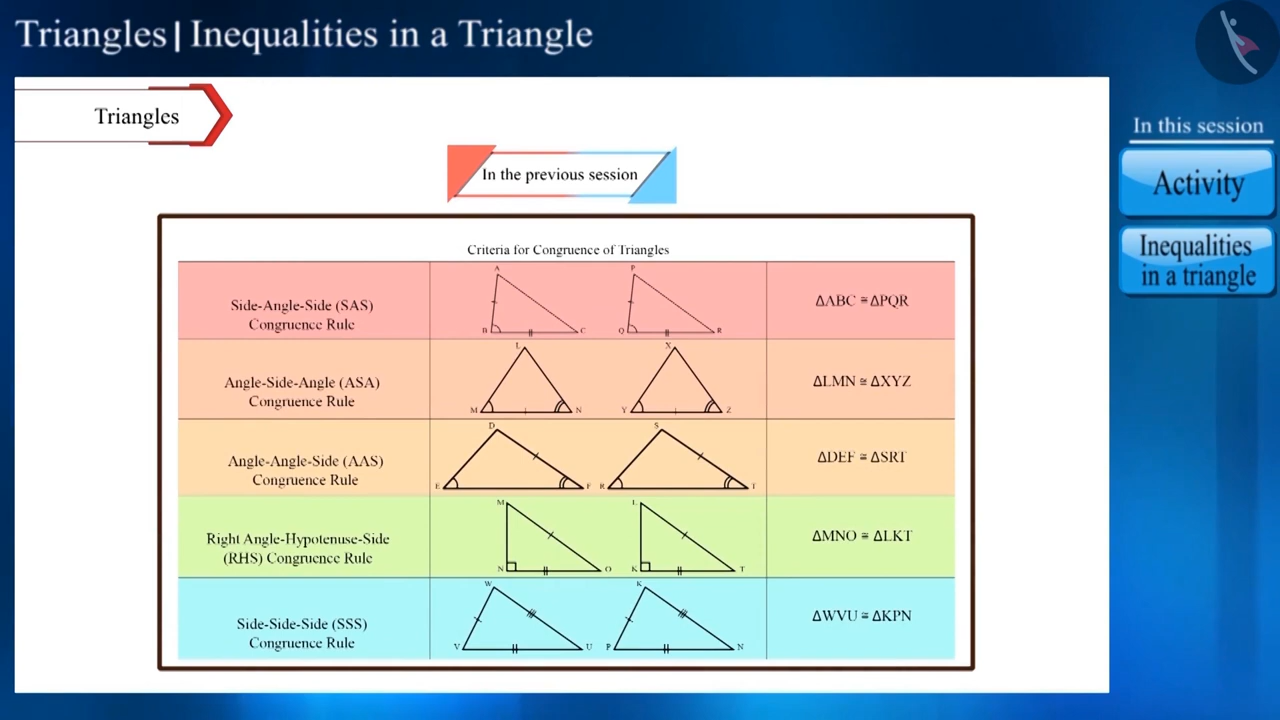 Triangles | Inequalities in a Triangle
Triangles
In the previous session
In this session
Activity
Inequalities
in a triangle
Criteria for Congruence of Triangles
Side-Angle-Side (SAS)
Congruence Rule
A
P
B
C
Q
R
ΔABC ≅ ΔPQR
Angle-Side-Angle (ASA)
Congruence Rule
L
X
M
N
Y
Z
ΔLMN ≅ ΔXYZ
Angle-Angle-Side (AAS)
Congruence Rule
D
S
E
F
R
T
ΔDEF ≅ ΔSRT
Right Angle-Hypotenuse-Side
(RHS) Congruence Rule
M
L
N
O
K
T
ΔMNO ≅ ΔLKT
Side-Side-Side (SSS)
Congruence Rule
W
K
V
U
P
N
ΔWVU ≅ ΔKPN